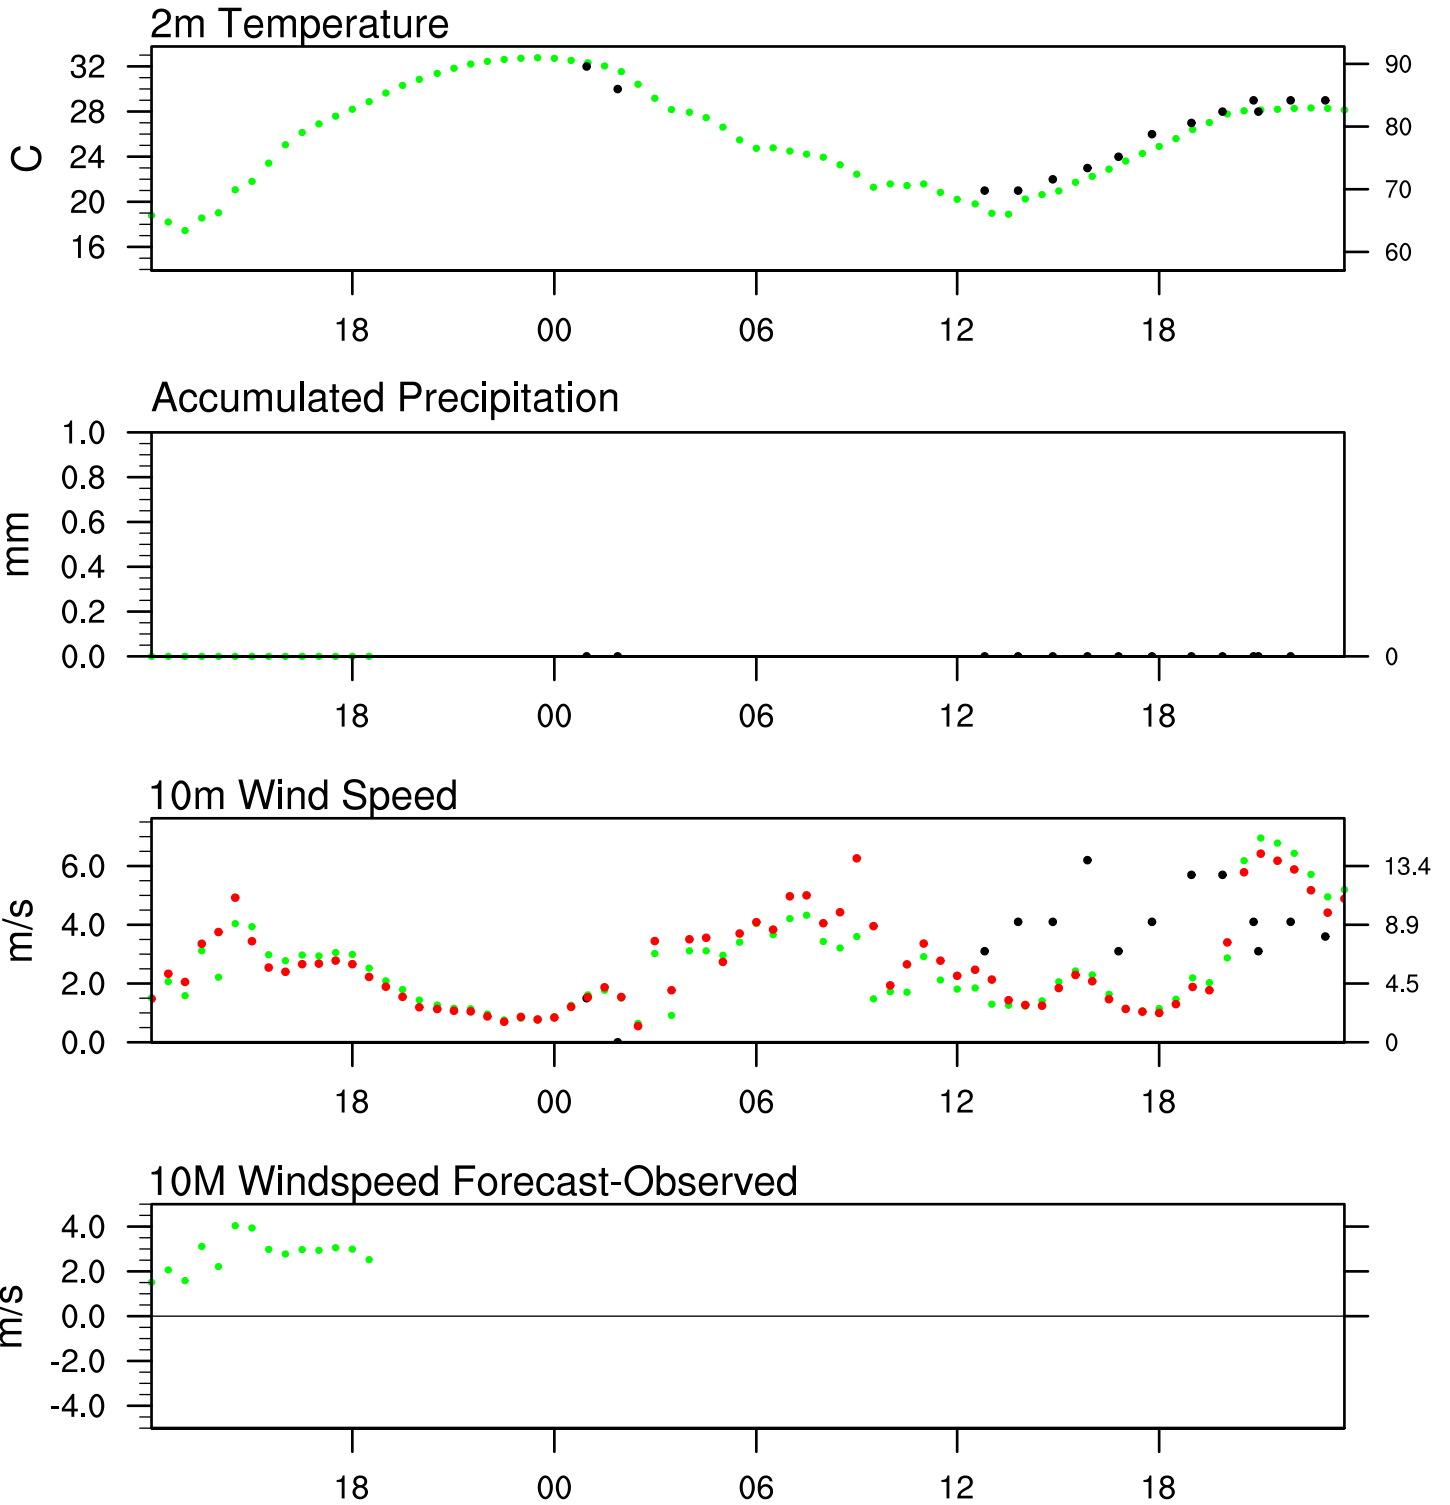 2m Temperature
C
32
28
24
20
16
90
80
70
60
18 00 06 12 18
Accumulated Precipitation
mm
1.0
0.8
0.6
0.4
0.2
0.0
0
18 00 06 12 18
10m Wind Speed
m/s
6.0
4.0
2.0
0.0
13.4
8.9
4.5
0
18 00 06 12 18
10M Windspeed Forecast-Observed
m/s
4.0
2.0
0.0
-2.0
-4.0
18 00 06 12 18